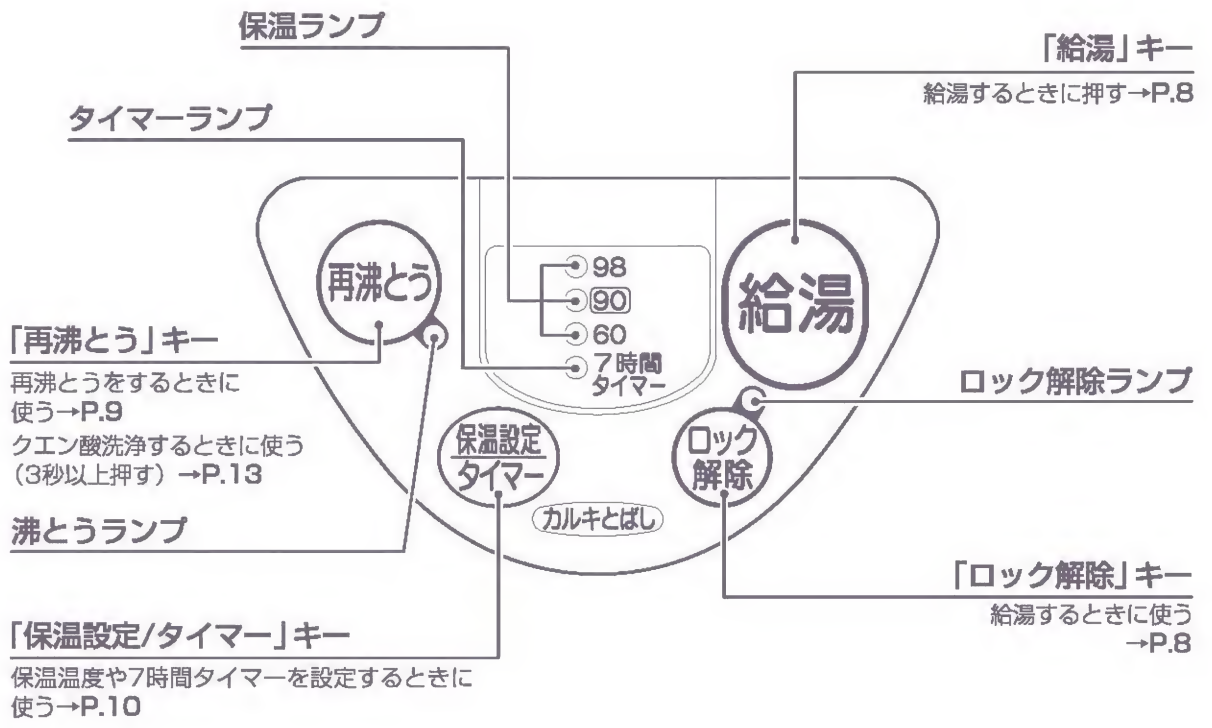 保温ランプ
「給湯」キー
給湯するときに押す→P.8
タイマーランプ
再沸とう
98
90
60
7時間
タイマー
給湯
「再沸とう」キー
再沸とうをするときに
使う→P.9
クエン酸洗浄するときに使う
(3秒以上押す) →P.13
沸とうランプ
保温設定
タイマー
ロック解除ランプ
ロック
解除
カルキとばし
「ロック解除」キー
給湯するときに使う
→P.8
「保温設定/タイマー」キー
保温温度や7時間タイマーを設定するときに
使う→P.10